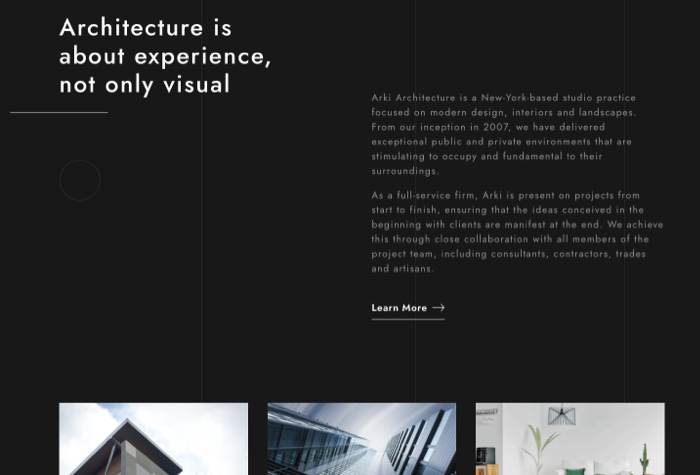 Architecture is
about experience,
not only visual
Arki Architecture is a New-York-based studio practice
focused on modern design, interiors and landscapes.
From our inception in 2007, we have delivered
exceptional public and private environments that are
stimulating to occupy and fundamental to their
surroundings.
As a full-service firm, Arki is present on projects from
start to finish, ensuring that the ideas conceived in the
beginning with clients are manifest at the end. We achieve
this through close collaboration with all members of the
project team, including consultants, contractors, trades
and artisans.
Learn More